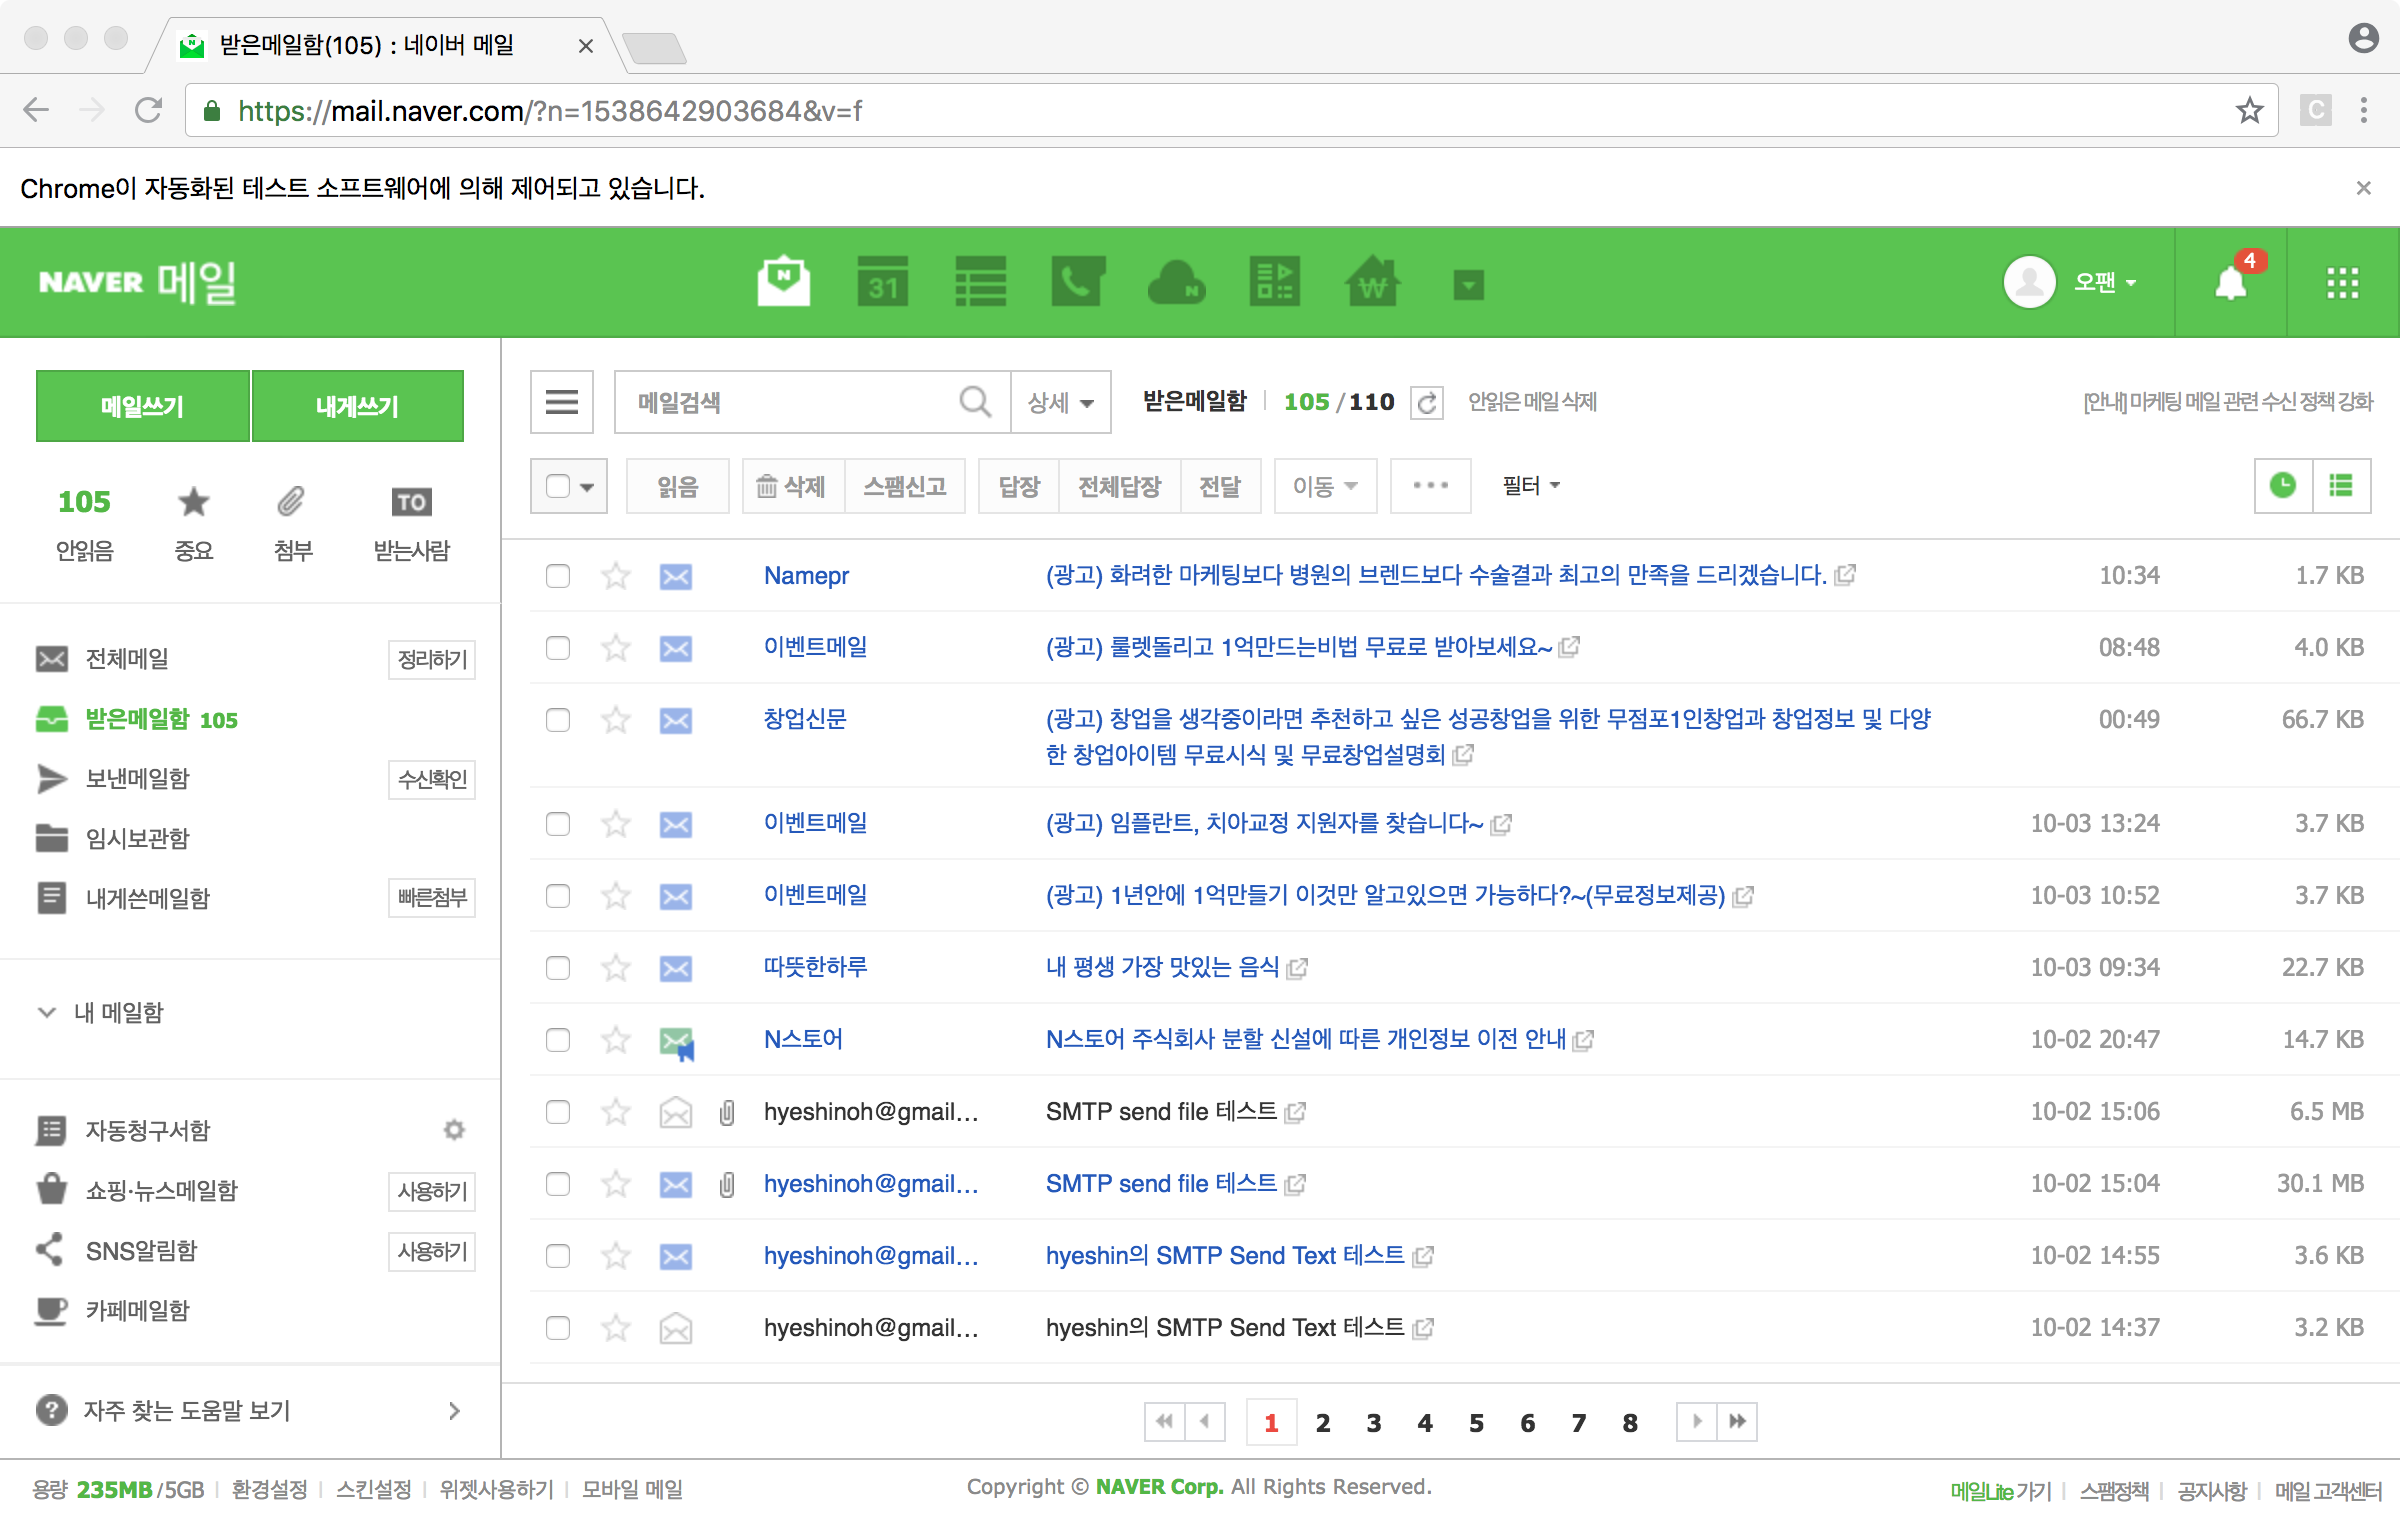 받은메일함(105) : 네이버 메일
https://mail.naver.com/?n=1538642903684&v=f
C
Chrome이 자동화된 테스트 소프트웨어에 의해 제어되고 있습니다.
NAVER 메일
N 31 N ₩
오팬
4
메일쓰기 내게쓰기
메일검색 상세 받은메일함 105 / 110 안읽은 메일 삭제 [안내] 마케팅 메일 관련 수신 정책 강화
읽음 삭제 스팸신고 답장 전체답장 전달 이동 필터
105 TO
안읽음 중요 첨부 받는사람
전체메일 정리하기
받은메일함 105
보낸메일함 수신확인
임시보관함
내게쓴메일함 빠른첨부
내 메일함
자동청구서함
쇼핑·뉴스메일함 사용하기
SNS알림함 사용하기
카페메일함
자주 찾는 도움말 보기
Namepr (광고) 화려한 마케팅보다 병원의 브렌드보다 수술결과 최고의 만족을 드리겠습니다. 10:34 1.7 KB
이벤트메일 (광고) 룰렛돌리고 1억만드는비법 무료로 받아보세요~ 08:48 4.0 KB
창업신문 (광고) 창업을 생각중이라면 추천하고 싶은 성공창업을 위한 무점포1인창업과 창업정보 및 다양 00:49 66.7 KB
한 창업아이템 무료시식 및 무료창업설명회
이벤트메일 (광고) 임플란트, 치아교정 지원자를 찾습니다~ 10-03 13:24 3.7 KB
이벤트메일 (광고) 1년안에 1억만들기 이것만 알고있으면 가능하다?~(무료정보제공) 10-03 10:52 3.7 KB
따뜻한하루 내 평생 가장 맛있는 음식 10-03 09:34 22.7 KB
N스토어 N스토어 주식회사 분할 신설에 따른 개인정보 이전 안내 10-02 20:47 14.7 KB
hyeshinoh@gmail... SMTP send file 테스트 10-02 15:06 6.5 MB
hyeshinoh@gmail... SMTP send file 테스트 10-02 15:04 30.1 MB
hyeshinoh@gmail... hyeshin의 SMTP Send Text 테스트 10-02 14:55 3.6 KB
hyeshinoh@gmail... hyeshin의 SMTP Send Text 테스트 10-02 14:37 3.2 KB
1 2 3 4 5 6 7 8
용량 235MB/5GB 환경설정 스킨설정 위젯사용하기 모바일 메일 Copyright © NAVER Corp. All Rights Reserved. 메일Lite 가기 스팸정책 공지사항 메일 고객센터